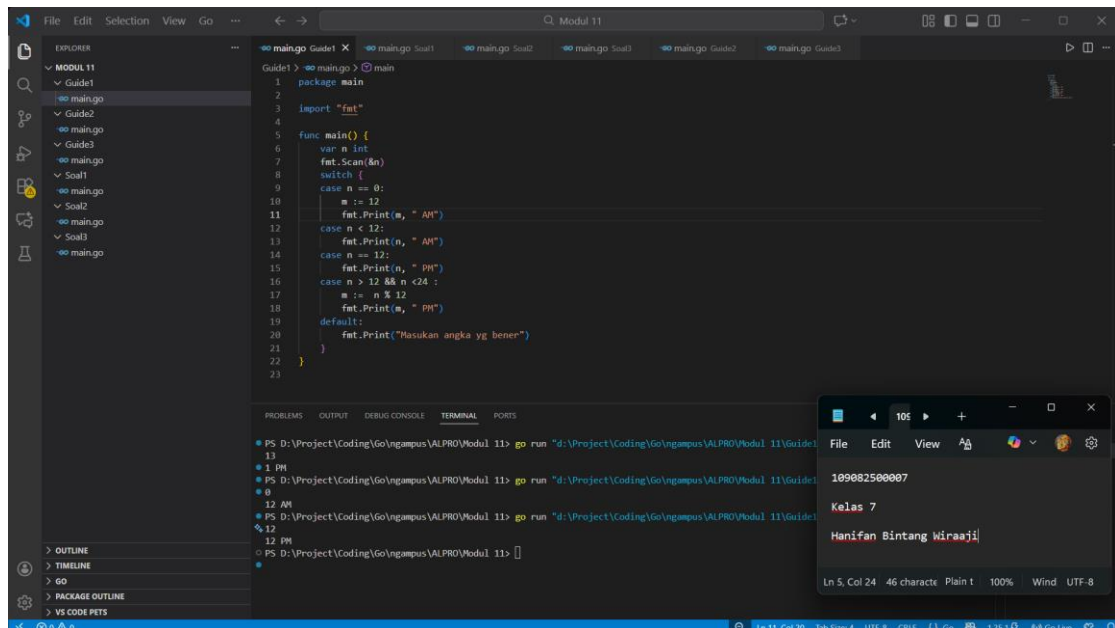 File Edit Selection View Go ...
Modul 11
EXPLORER
MODUL 11
Guide1
main.go
Guide2
main.go
Guide3
main.go
Soal1
main.go
Soal2
main.go
Soal3
main.go
OUTLINE
TIMELINE
GO
PACKAGE OUTLINE
VS CODE PETS
main.go Guide1 main.go Soal1 main.go Soal2 main.go Soal3 main.go Guide2 main.go Guide3
Guide1 > main.go > main
1 package main
2
3 import "fmt"
4
5 func main() {
6 var n int
7 fmt.Scan(&n)
8 switch {
9 case n == 0:
10 m := 12
11 fmt.Print(m, " AM")
12 case n < 12:
13 fmt.Print(n, " AM")
14 case n == 12:
15 fmt.Print(n, " PM")
16 case n > 12 && n <24 :
17 m := n % 12
18 fmt.Print(m, " PM")
19 default:
20 fmt.Print("Masukan angka yg bener")
21 }
22 }
23
PROBLEMS OUTPUT DEBUG CONSOLE TERMINAL PORTS
PS D:\Project\Coding\Go\ngampus\ALPRO\Modul 11> go run "d:\Project\Coding\Go\ngampus\ALPRO\Modul 11\Guide1
13
1 PM
PS D:\Project\Coding\Go\ngampus\ALPRO\Modul 11> go run "d:\Project\Coding\Go\ngampus\ALPRO\Modul 11\Guide1
0
12 AM
PS D:\Project\Coding\Go\ngampus\ALPRO\Modul 11> go run "d:\Project\Coding\Go\ngampus\ALPRO\Modul 11\Guide1
12
12 PM
PS D:\Project\Coding\Go\ngampus\ALPRO\Modul 11>
109
File Edit View
109082500007
Kelas 7
Hanifan Bintang Wiraaji
Ln 5, Col 24 46 characte Plain t 100% Wind UTF-8